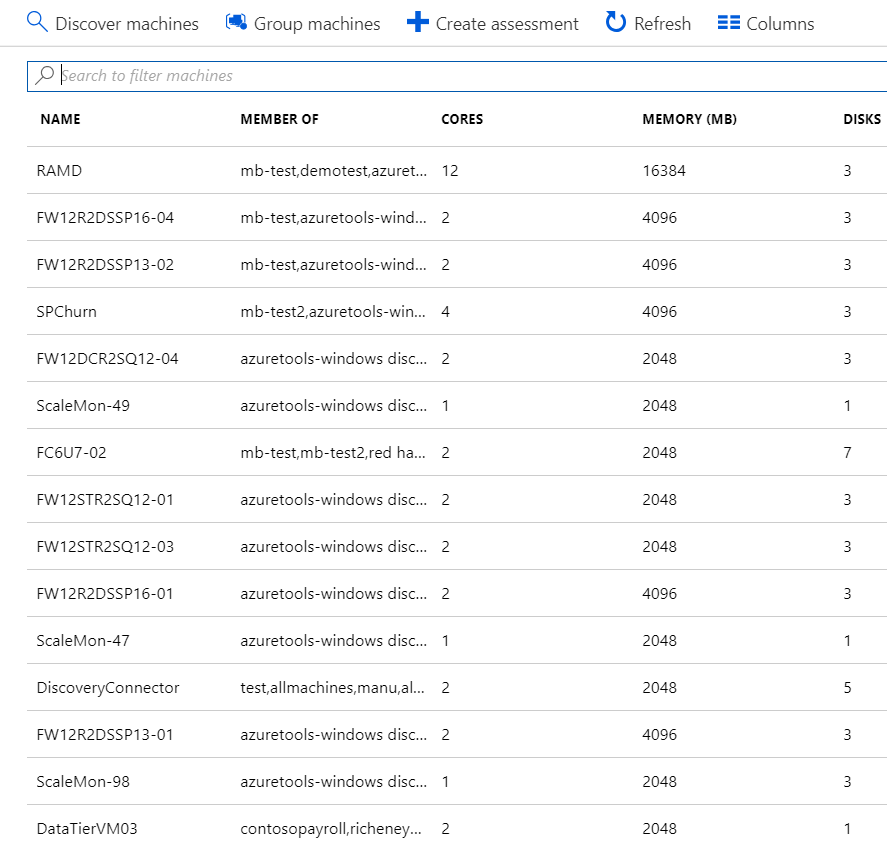 Discover machines Group machines Create assessment Refresh Columns
Search to filter machines
NAME MEMBER OF CORES MEMORY (MB) DISKS
RAMD mb-test,demotest,azuret... 12 16384 3
FW12R2DSSP16-04 mb-test,azuretools-wind... 2 4096 3
FW12R2DSSP13-02 mb-test,azuretools-wind... 2 4096 3
SPChurn mb-test2,azuretools-win... 4 4096 3
FW12DCR2SQ12-04 azuretools-windows disc... 2 2048 3
ScaleMon-49 azuretools-windows disc... 1 2048 1
FC6U7-02 mb-test,mb-test2,red ha... 2 2048 7
FW12STR2SQ12-01 azuretools-windows disc... 2 2048 3
FW12STR2SQ12-03 azuretools-windows disc... 2 2048 3
FW12R2DSSP16-01 azuretools-windows disc... 2 4096 3
ScaleMon-47 azuretools-windows disc... 1 2048 1
DiscoveryConnector test,allmachines,manu,al... 2 2048 5
FW12R2DSSP13-01 azuretools-windows disc... 2 4096 3
ScaleMon-98 azuretools-windows disc... 1 2048 3
DataTierVM03 contosopayroll,richeney... 2 2048 1